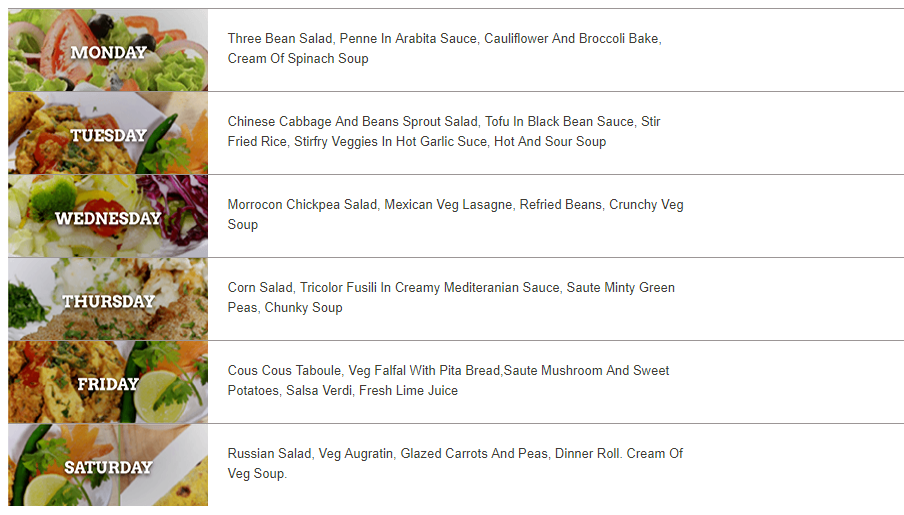 MONDAY
Three Bean Salad, Penne In Arabita Sauce, Cauliflower And Broccoli Bake,
Cream Of Spinach Soup
TUESDAY
Chinese Cabbage And Beans Sprout Salad, Tofu In Black Bean Sauce, Stir
Fried Rice, Stirfry Veggies In Hot Garlic Suce, Hot And Sour Soup
WEDNESDAY
Morrocon Chickpea Salad, Mexican Veg Lasagne, Refried Beans, Crunchy Veg
Soup
THURSDAY
Corn Salad, Tricolor Fusili In Creamy Mediteranian Sauce, Saute Minty Green
Peas, Chunky Soup
FRIDAY
Cous Cous Taboule, Veg Falfal With Pita Bread,Saute Mushroom And Sweet
Potatoes, Salsa Verdi, Fresh Lime Juice
SATURDAY
Russian Salad, Veg Augratin, Glazed Carrots And Peas, Dinner Roll. Cream Of
Veg Soup.